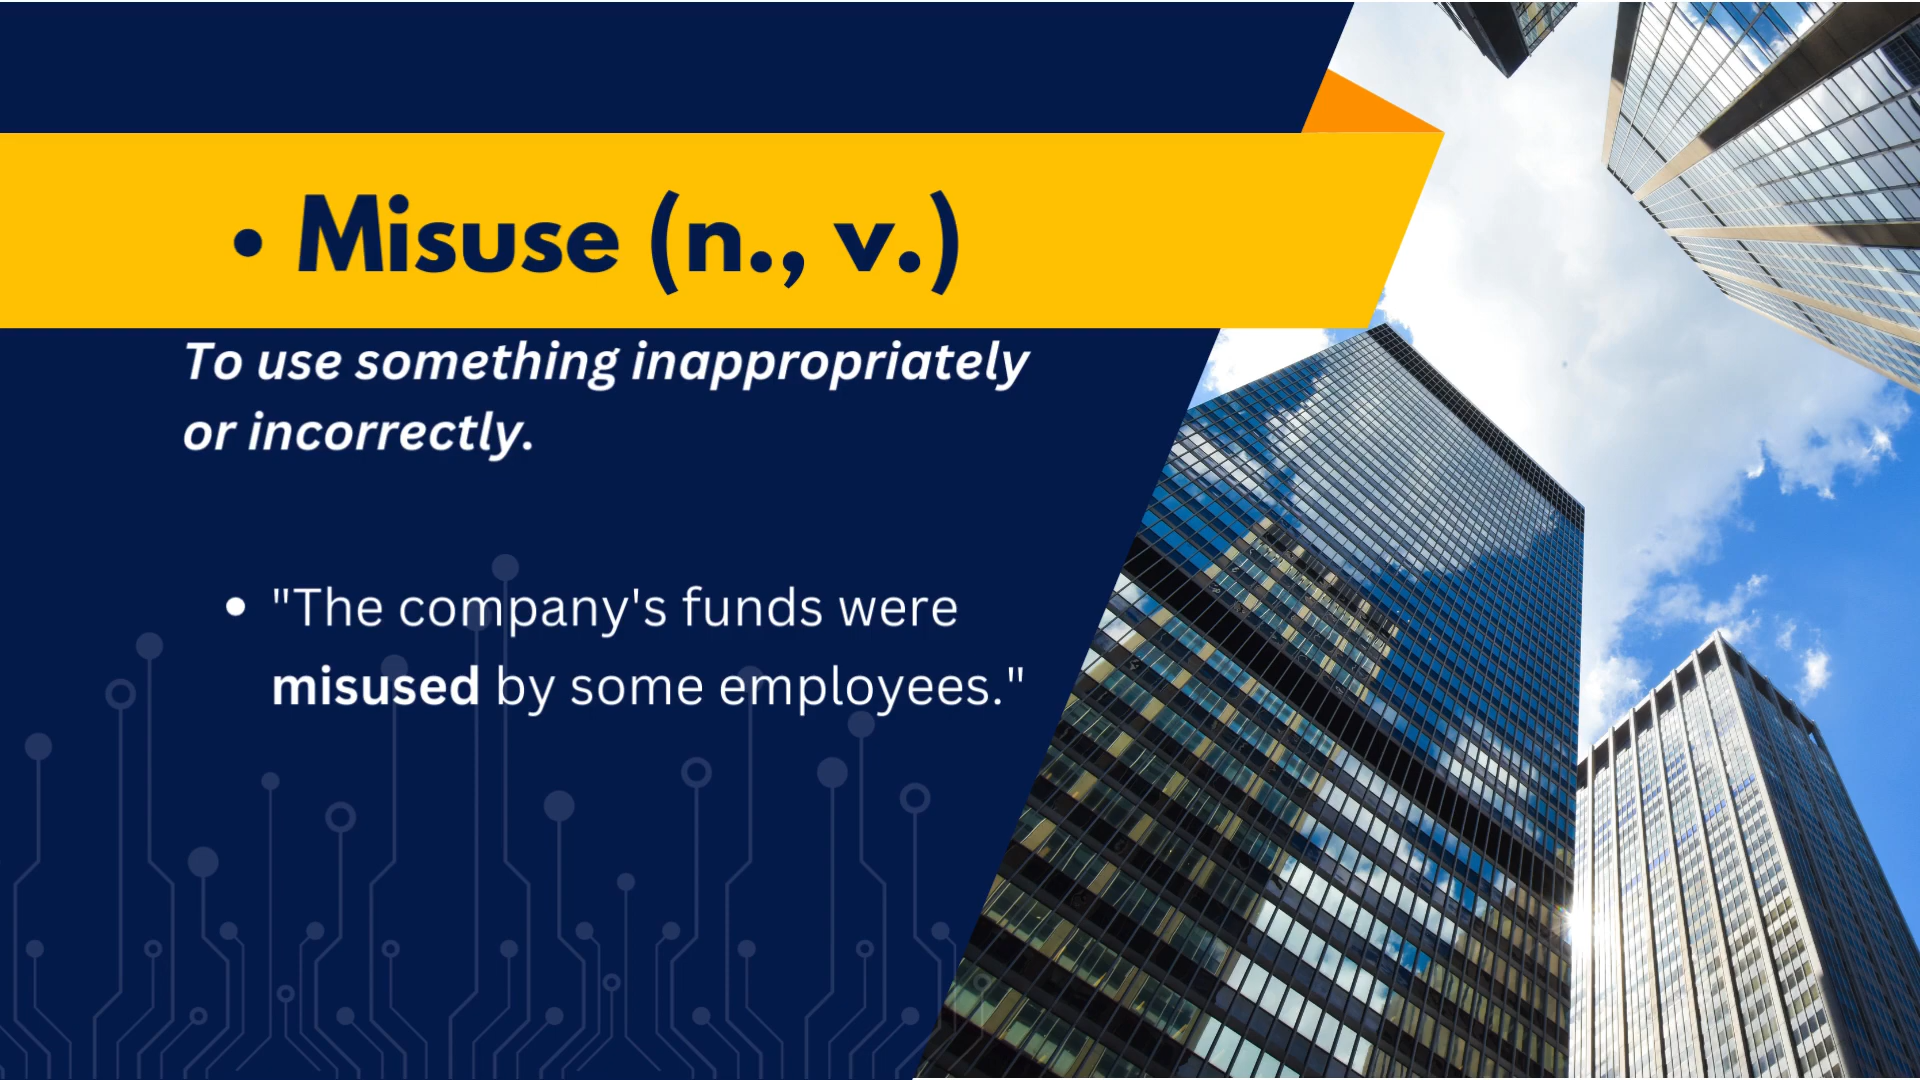 • Misuse (n., v.)
To use something inappropriately
or incorrectly.
• "The company's funds were
misused by some employees."